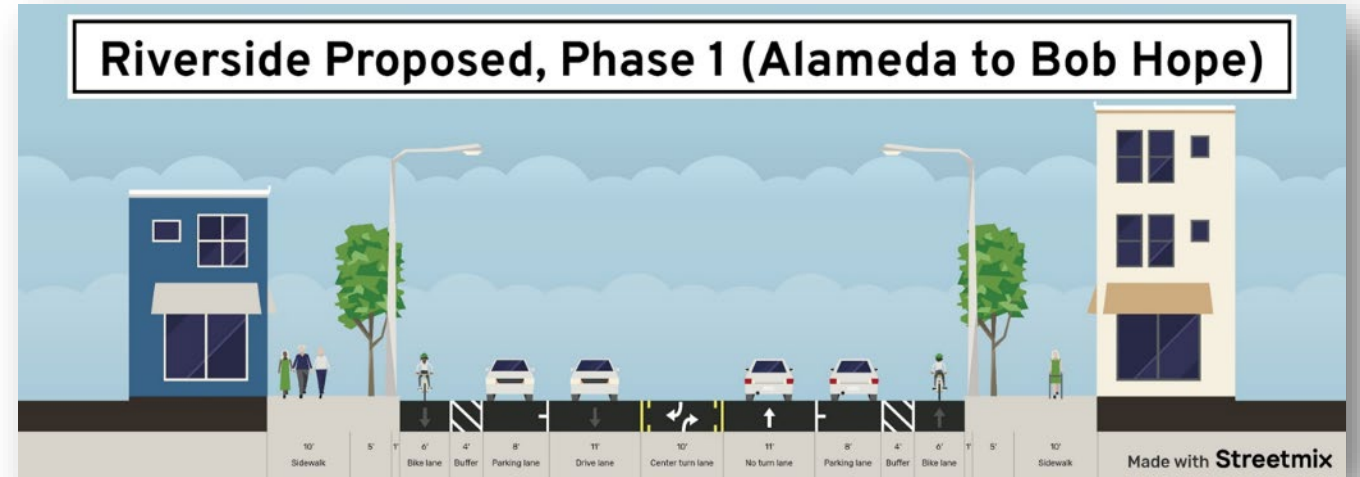 Riverside Proposed, Phase 1 (Alameda to Bob Hope)
10' 5' 1' 6' 4' 8' 11' 10' 11' 8' 4' 6' 1' 5' 10'
Sidewalk Bike lane Buffer Parking lane Drive lane Center turn lane No turn lane Parking lane Buffer Bike lane Sidewalk
Made with Streetmix